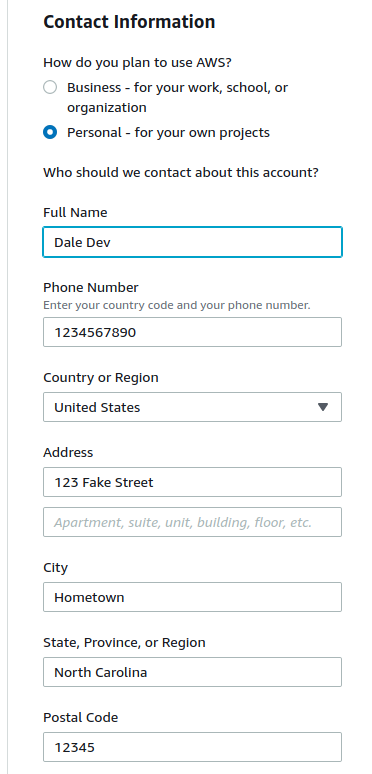 Contact Information
How do you plan to use AWS?
Business - for your work, school, or
organization
Personal - for your own projects
Who should we contact about this account?
Full Name
Dale Dev
Phone Number
Enter your country code and your phone number.
1234567890
Country or Region
United States
Address
123 Fake Street
Apartment, suite, unit, building, floor, etc.
City
Hometown
State, Province, or Region
North Carolina
Postal Code
12345